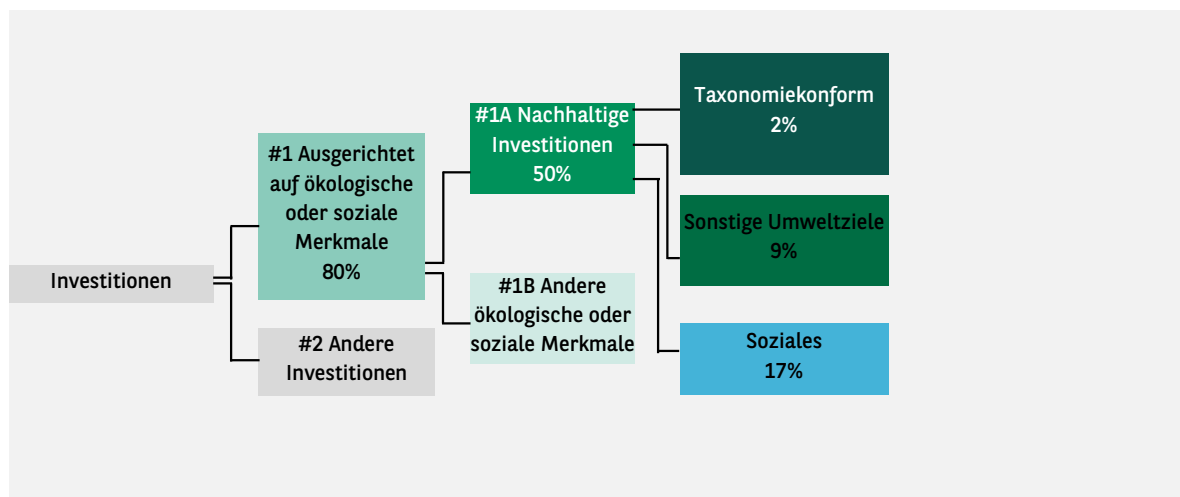 Investitionen
#1 Ausgerichtet
auf ökologische
oder soziale
Merkmale
80%
#2 Andere
Investitionen
#1A Nachhaltige
Investitionen
50%
#1B Andere
ökologische oder
soziale Merkmale
Taxonomiekonform
2%
Sonstige Umweltziele
9%
Soziales
17%